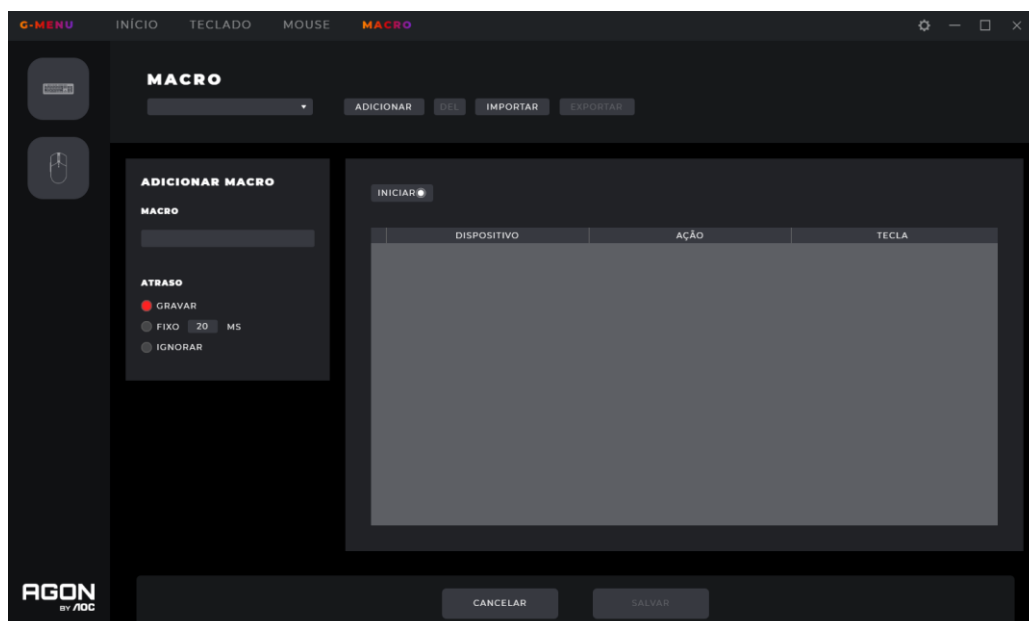 G-MENU INÍCIO TECLADO MOUSE MACRO
MACRO
ADICIONAR DEL IMPORTAR EXPORTAR
ADICIONAR MACRO
MACRO
ATRASO
GRAVAR
FIXO 20 MS
IGNORAR
INICIAR
DISPOSITIVO AÇÃO TECLA
CANCELAR SALVAR
AGON
BY AOC